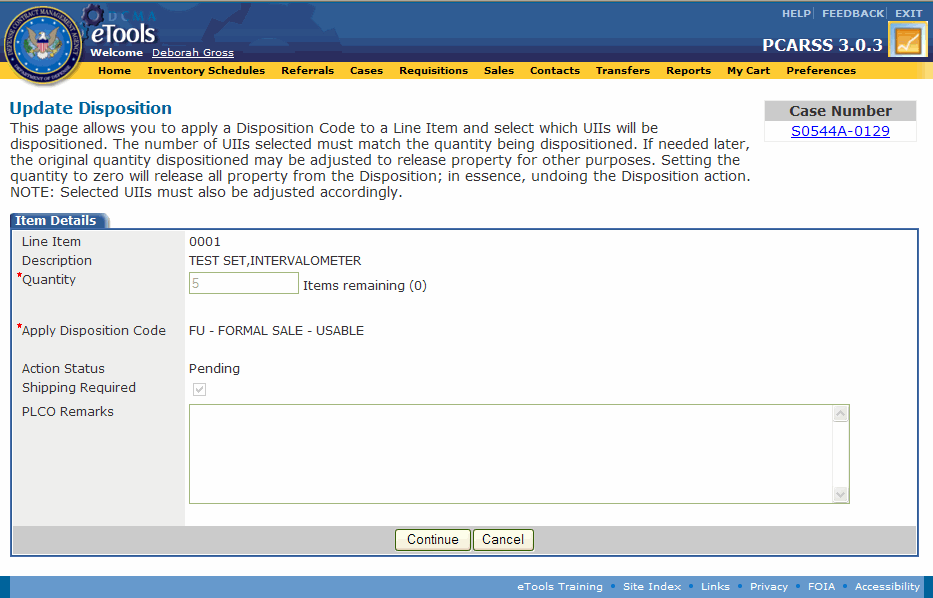 HELP FEEDBACK EXIT
DCMA
eTools
Welcome Deborah Gross
PCARSS 3.0.3
Home Inventory Schedules Referrals Cases Requisitions Sales Contacts Transfers Reports My Cart Preferences
Update Disposition
This page allows you to apply a Disposition Code to a Line Item and select which UIIs will be
dispositioned. The number of UIIs selected must match the quantity being dispositioned. If needed later,
the original quantity dispositioned may be adjusted to release property for other purposes. Setting the
quantity to zero will release all property from the Disposition; in essence, undoing the Disposition action.
NOTE: Selected UIIs must also be adjusted accordingly.
Case Number
S0544A-0129
Item Details
Line Item 0001
Description TEST SET,INTERVALOMETER
*Quantity 5 Items remaining (0)
*Apply Disposition Code FU - FORMAL SALE - USABLE
Action Status Pending
Shipping Required
PLCO Remarks
Continue Cancel
eTools Training • Site Index • Links • Privacy • FOIA • Accessibility